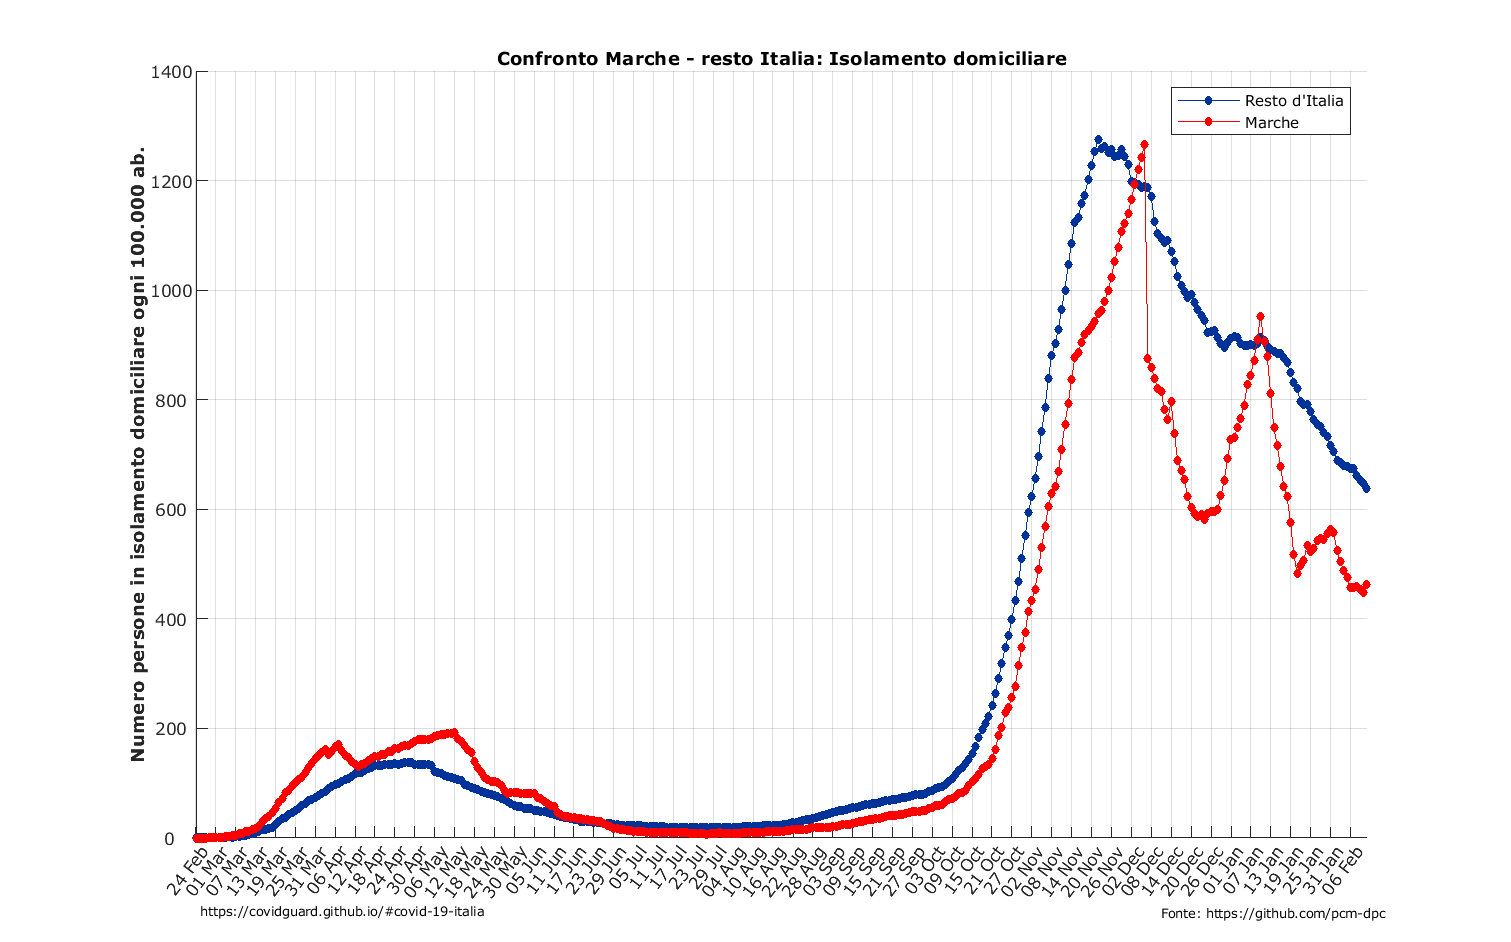 Confronto Marche - resto Italia: Isolamento domiciliare
1400
1200
1000
800
600
400
200
0
Numero persone in isolamento domiciliare ogni 100.000 ab.
Resto d'Italia
Marche
24 Feb
01 Mar
07 Mar
13 Mar
19 Mar
25 Mar
31 Mar
06 Apr
12 Apr
18 Apr
24 Apr
30 Apr
06 May
12 May
18 May
24 May
30 May
05 Jun
11 Jun
17 Jun
23 Jun
29 Jun
05 Jul
11 Jul
17 Jul
23 Jul
29 Jul
04 Aug
10 Aug
16 Aug
22 Aug
28 Aug
03 Sep
09 Sep
15 Sep
21 Sep
27 Sep
03 Oct
09 Oct
15 Oct
21 Oct
27 Oct
02 Nov
08 Nov
14 Nov
20 Nov
26 Nov
02 Dec
08 Dec
14 Dec
20 Dec
26 Dec
01 Jan
07 Jan
13 Jan
19 Jan
25 Jan
31 Jan
06 Feb
https://covidguard.github.io/#covid-19-italia
Fonte: https://github.com/pcm-dpc